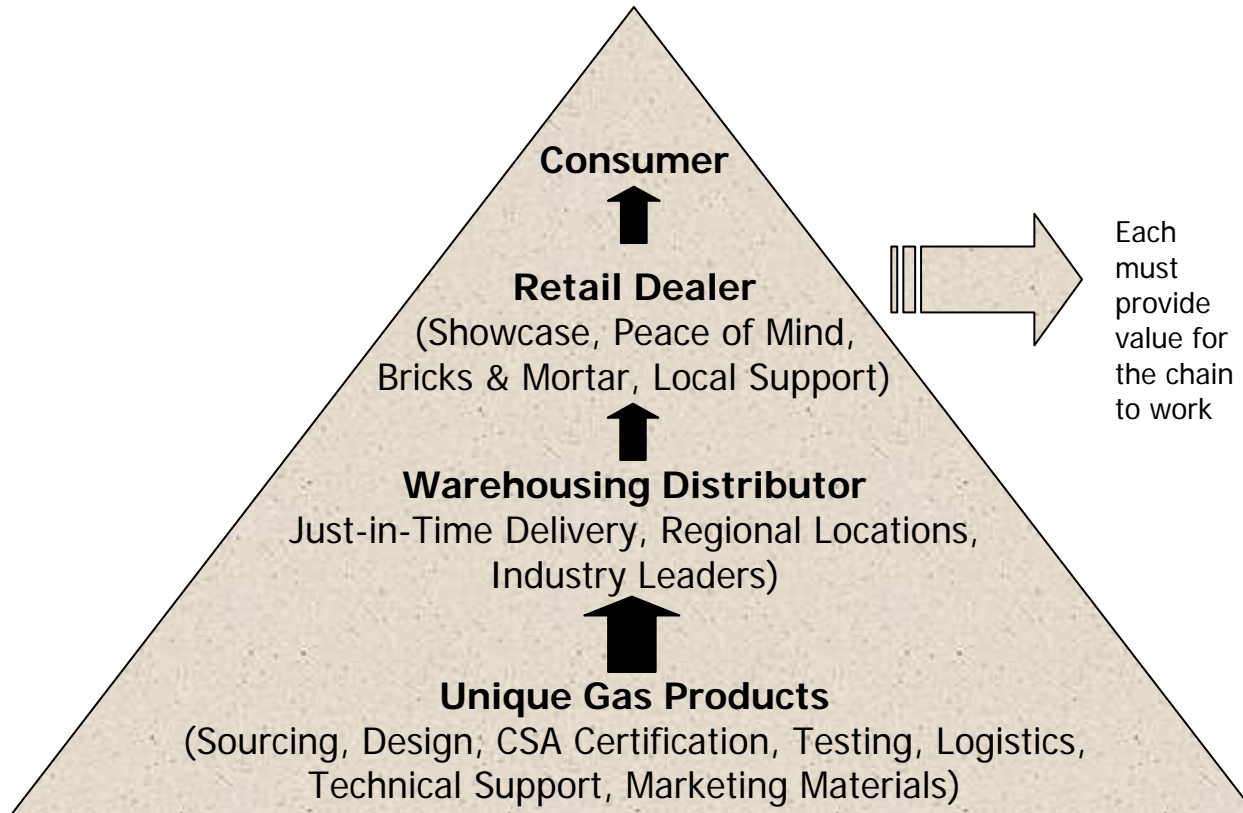 Consumer
Retail Dealer
(Showcase, Peace of Mind,
Bricks & Mortar, Local Support)
Each
must
provide
value for
the chain
to work
Warehousing Distributor
Just-in-Time Delivery, Regional Locations,
Industry Leaders)
Unique Gas Products
(Sourcing, Design, CSA Certification, Testing, Logistics,
Technical Support, Marketing Materials)